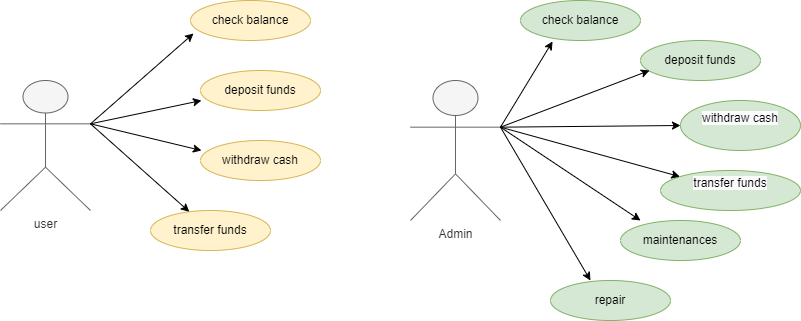 check balance
deposit funds
withdraw cash
transfer funds
user
check balance
deposit funds
withdraw cash
transfer funds
maintenances
repair
Admin